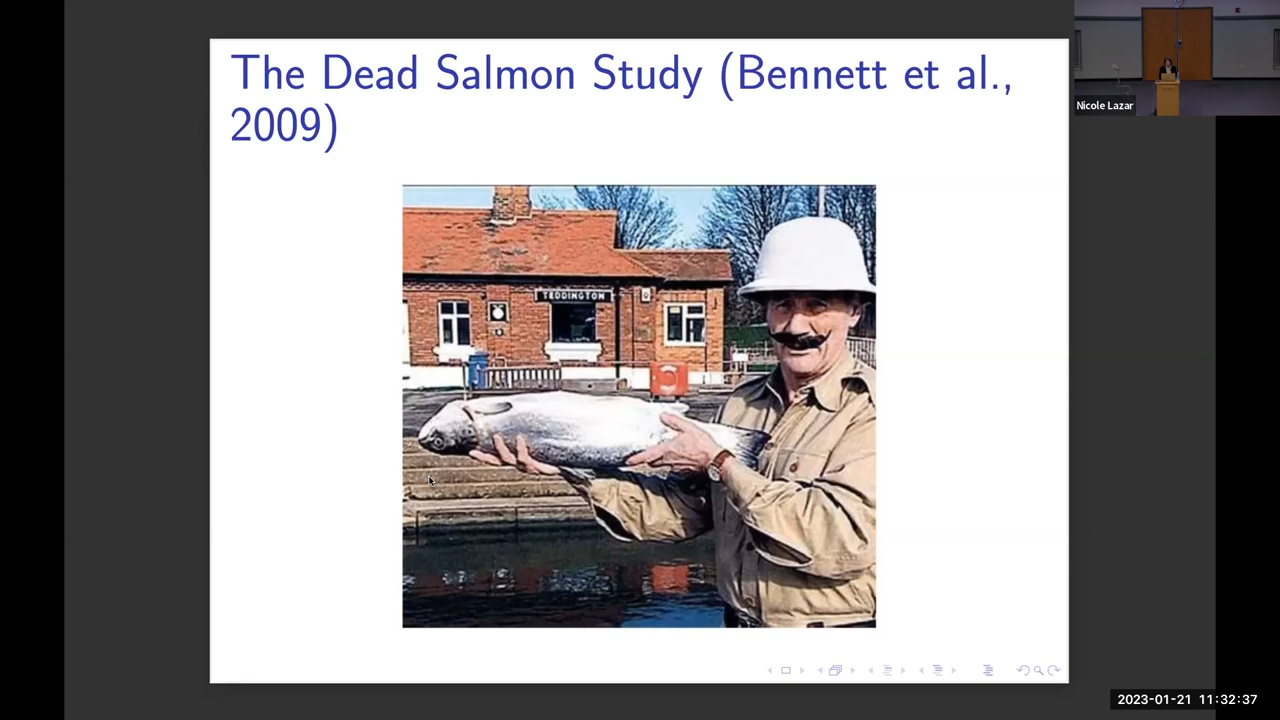 The Dead Salmon Study (Bennett et al.,
2009)
Nicole Lazar
TEDDINGTON
2023-01-21 11:32:37